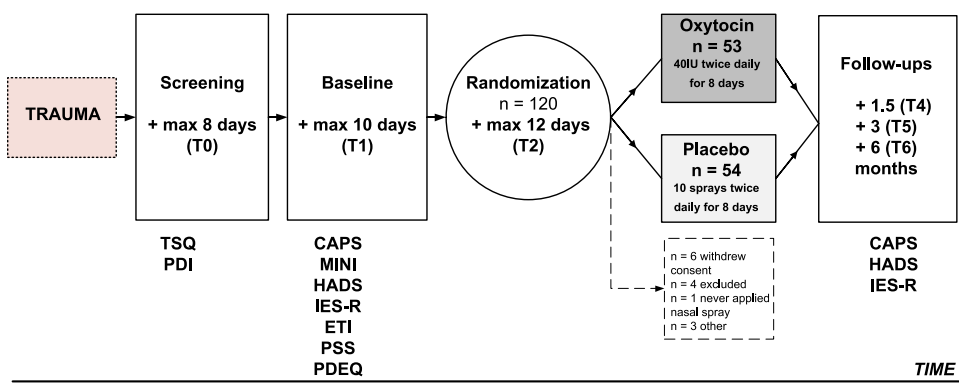 TRAUMA
Screening
+ max 8 days
(T0)
TSQ
PDI
Baseline
+ max 10 days
(T1)
CAPS
MINI
HADS
IES-R
ETI
PSS
PDEQ
Randomization
n = 120
+ max 12 days
(T2)
Oxytocin
n = 53
40IU twice daily
for 8 days
Placebo
n = 54
10 sprays twice
daily for 8 days
n = 6 withdrew
consent
n = 4 excluded
n = 1 never applied
nasal spray
n = 3 other
Follow-ups
+ 1.5 (T4)
+ 3 (T5)
+ 6 (T6)
months
CAPS
HADS
IES-R
TIME